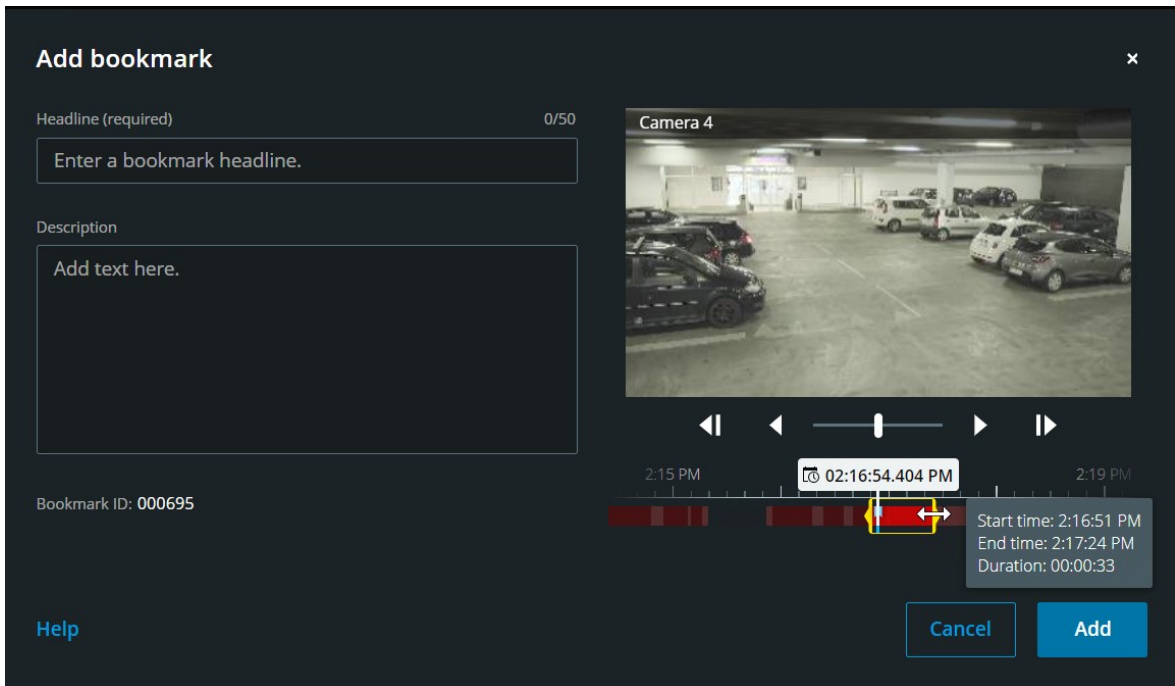 Add bookmark
×
Headline (required) 0/50
Enter a bookmark headline.
Description
Add text here.
Bookmark ID: 000695
Help
Camera 4
2:15 PM 02:16:54.404 PM 2:19 PM
Start time: 2:16:51 PM
End time: 2:17:24 PM
Duration: 00:00:33
Cancel Add